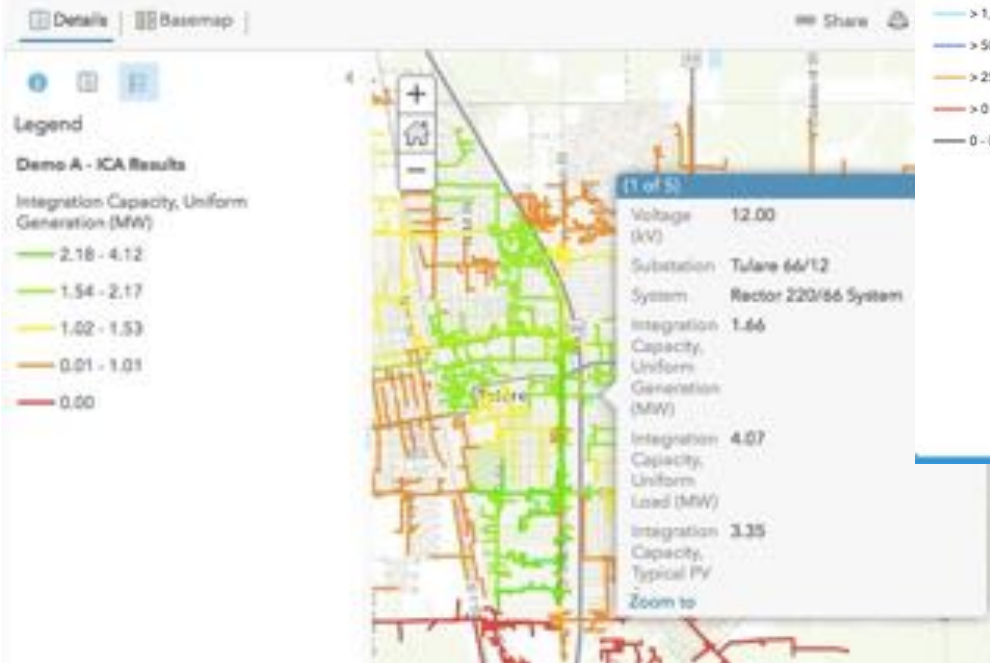 Details
Basemap
Share
Legend
Demo A - ICA Results
Integration Capacity, Uniform
Generation (MW)
2.18 - 4.12
1.54 - 2.17
1.02 - 1.53
0.01 - 1.01
0.00
Tulare
(1 of 5)
Voltage 12.00
(kV)
Substation Tulare 66/12
System Rector 220/66 System
Integration 1.66
Capacity,
Uniform
Generation
(MW)
Integration 4.07
Capacity,
Uniform
Load (MW)
Integration 3.35
Capacity,
Typical PV
Zoom to